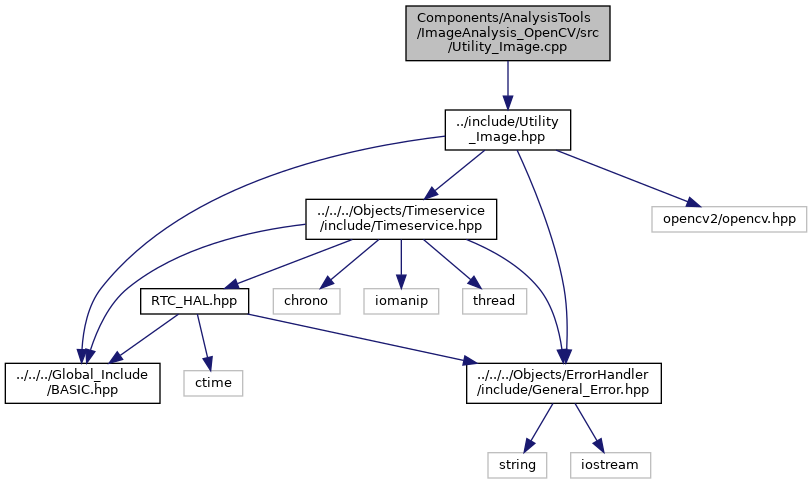 Components/AnalysisTools
/ImageAnalysis_OpenCV/src
/Utility_Image.cpp
../include/Utility
_Image.hpp
../../../Objects/Timeservice
/include/Timeservice.hpp
opencv2/opencv.hpp
RTC_HAL.hpp
chrono
iomanip
thread
../../../Global_Include
/BASIC.hpp
ctime
../../../Objects/ErrorHandler
/include/General_Error.hpp
string
iostream